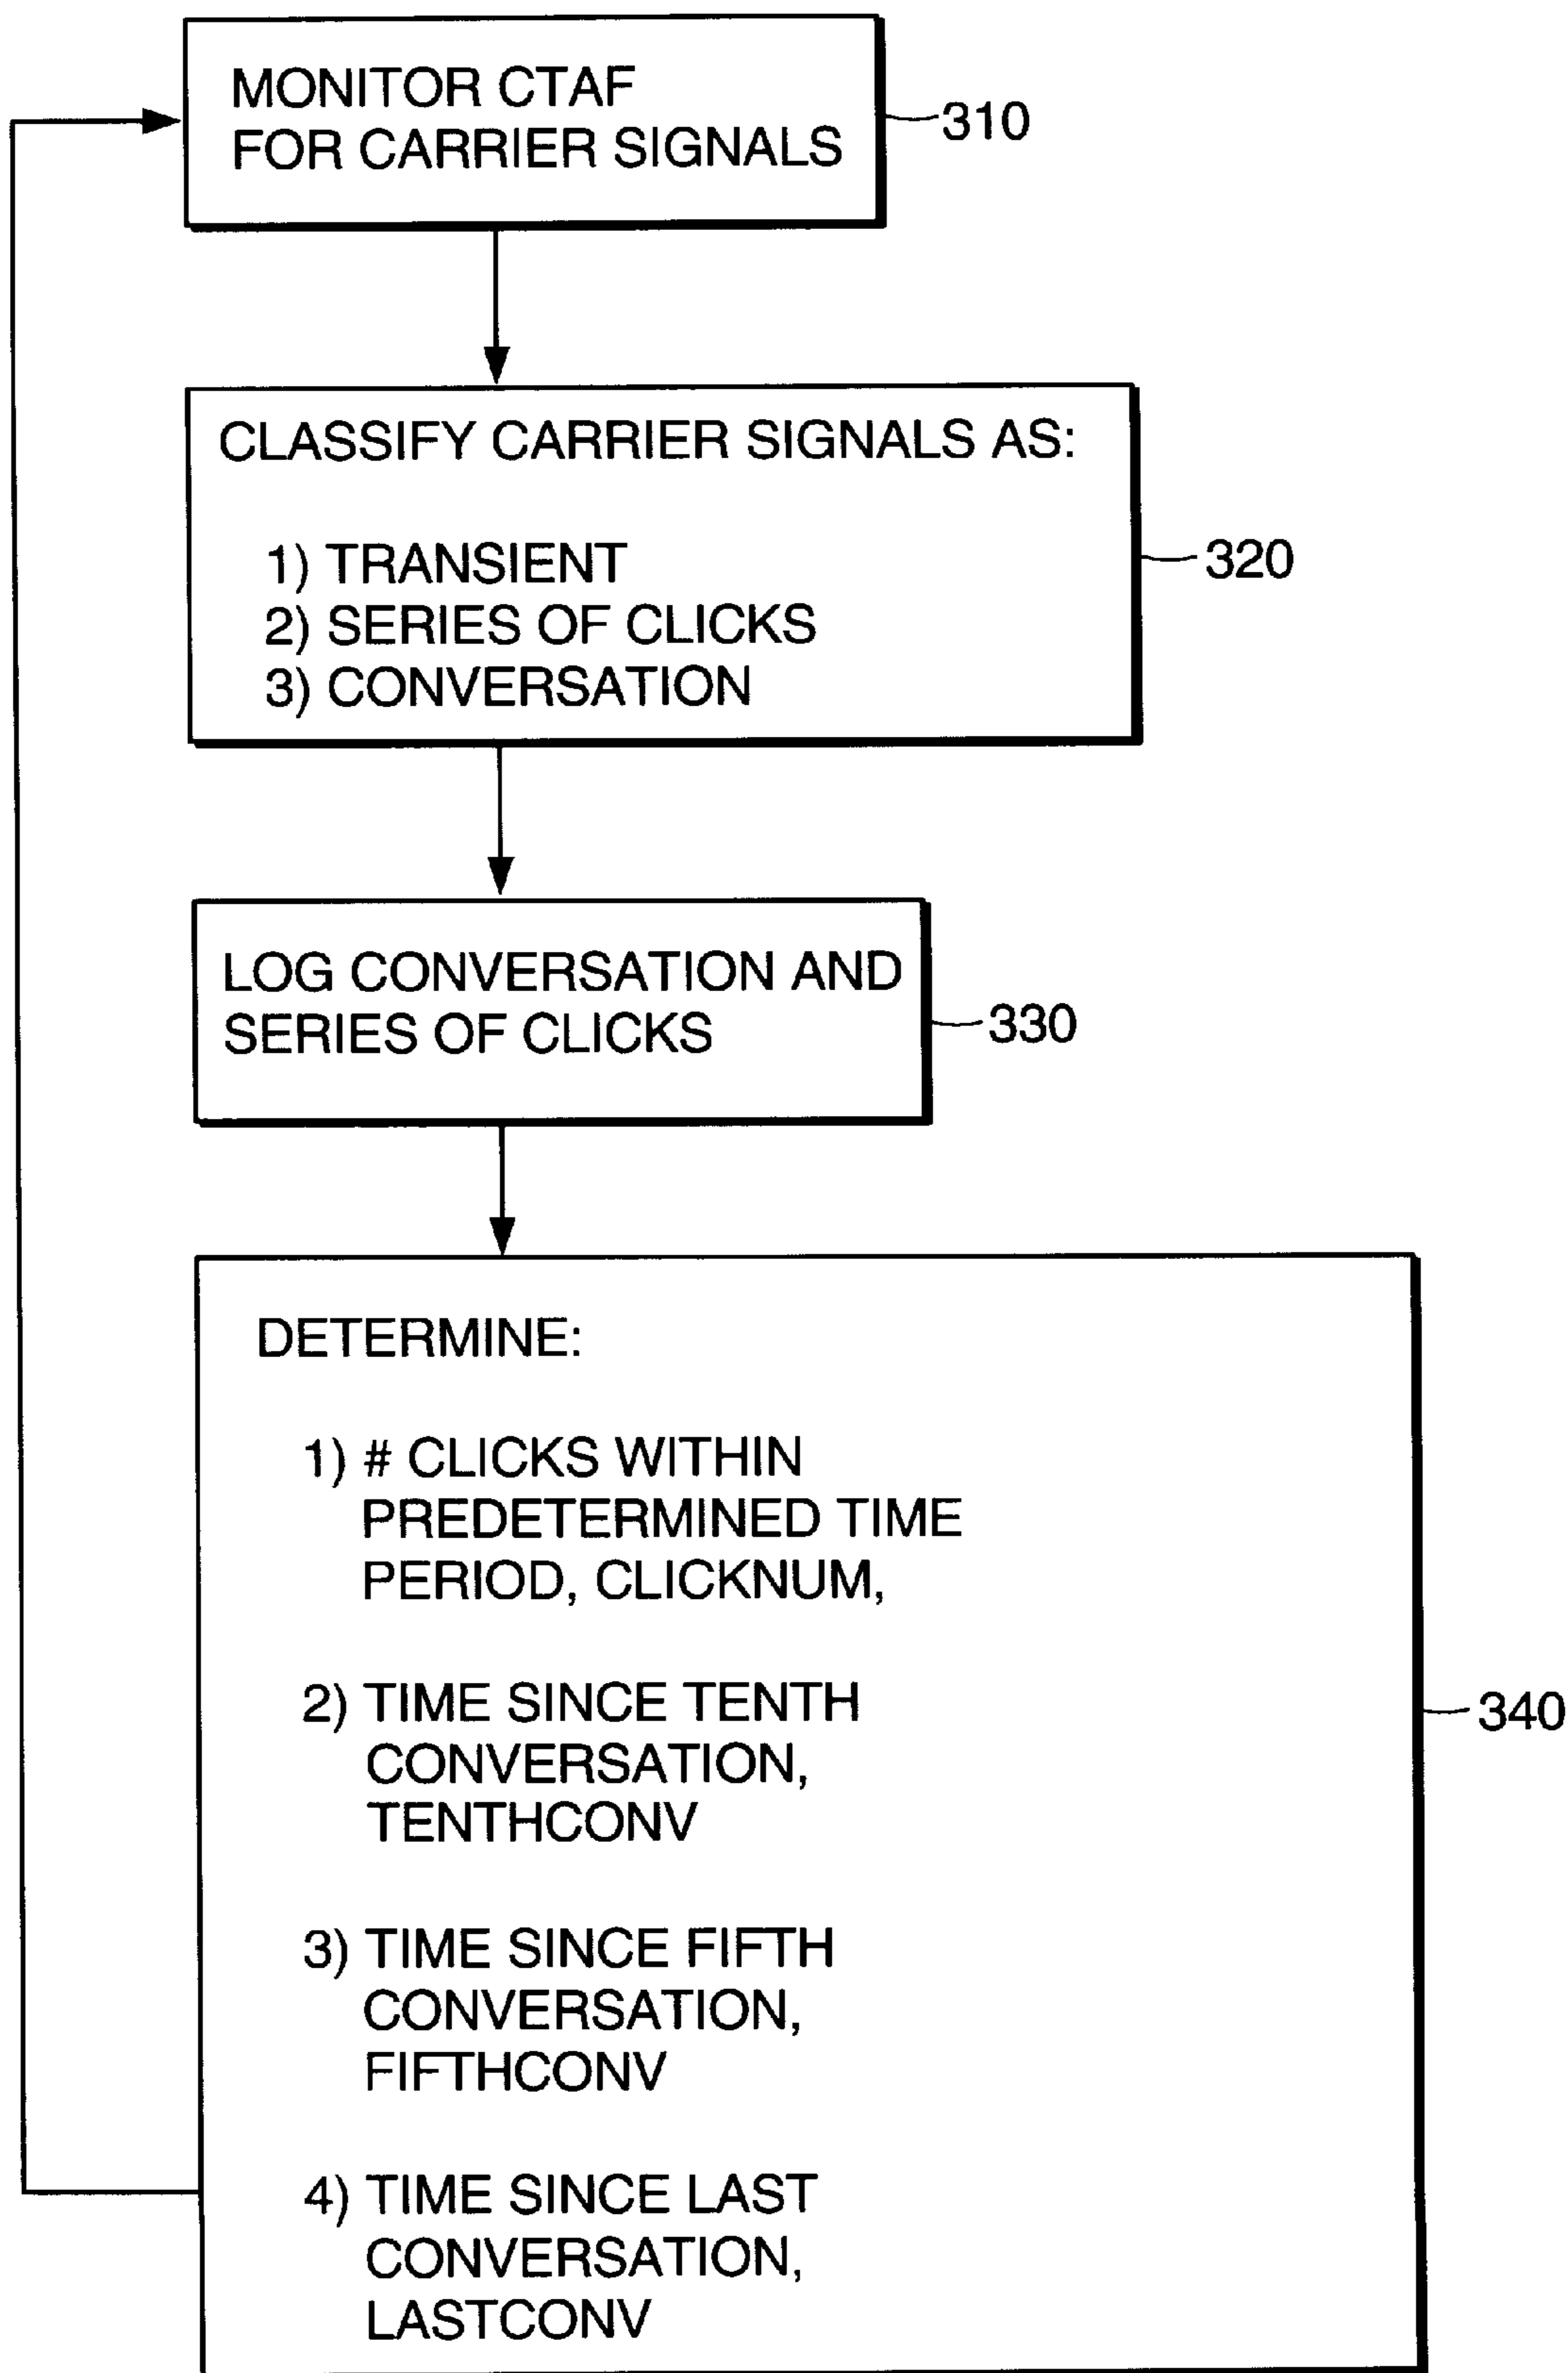 MONITOR CTAF
FOR CARRIER SIGNALS
310
CLASSIFY CARRIER SIGNALS AS:
1) TRANSIENT
2) SERIES OF CLICKS
3) CONVERSATION
320
LOG CONVERSATION AND
SERIES OF CLICKS
330
DETERMINE:
1) # CLICKS WITHIN
PREDETERMINED TIME
PERIOD, CLICKNUM,
2) TIME SINCE TENTH
CONVERSATION,
TENTHCONV
340
3) TIME SINCE FIFTH
CONVERSATION,
FIFTHCONV
4) TIME SINCE LAST
CONVERSATION,
LASTCONV